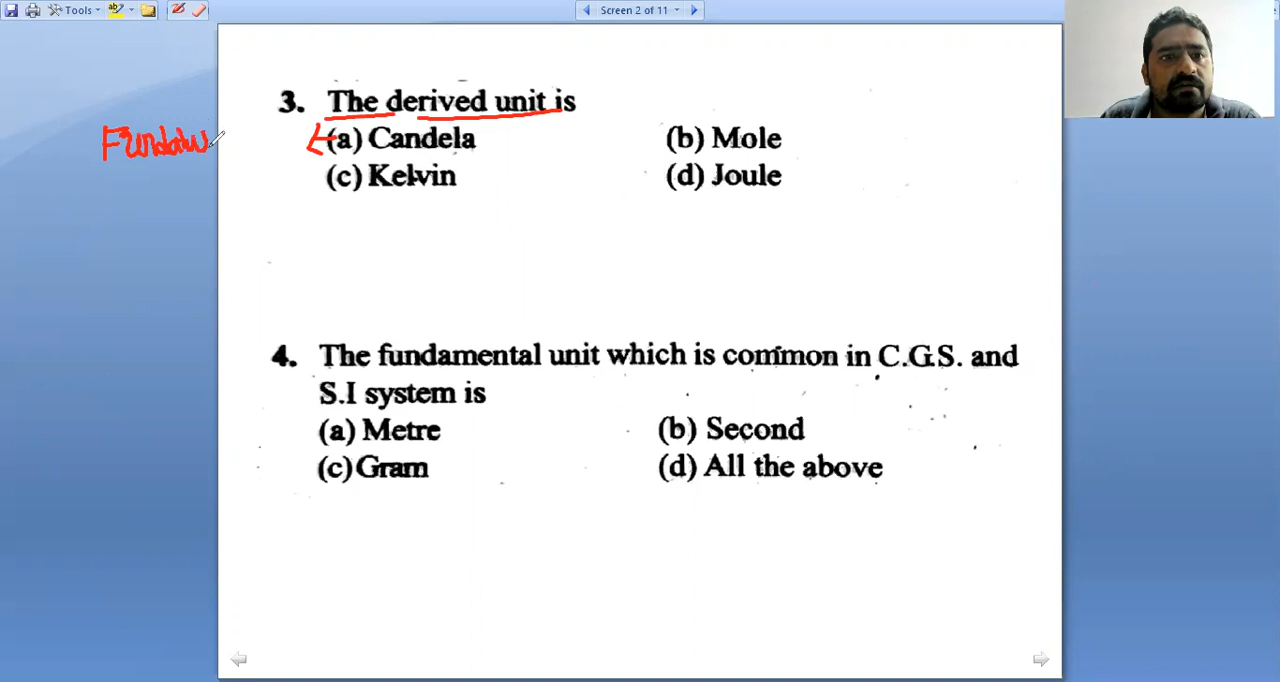 Tools
Screen 2 of 11
3. The derived unit is
(a) Candela (b) Mole
(c) Kelvin (d) Joule
4. The fundamental unit which is common in C.G.S. and
S.I system is
(a) Metre (b) Second
(c) Gram (d) All the above